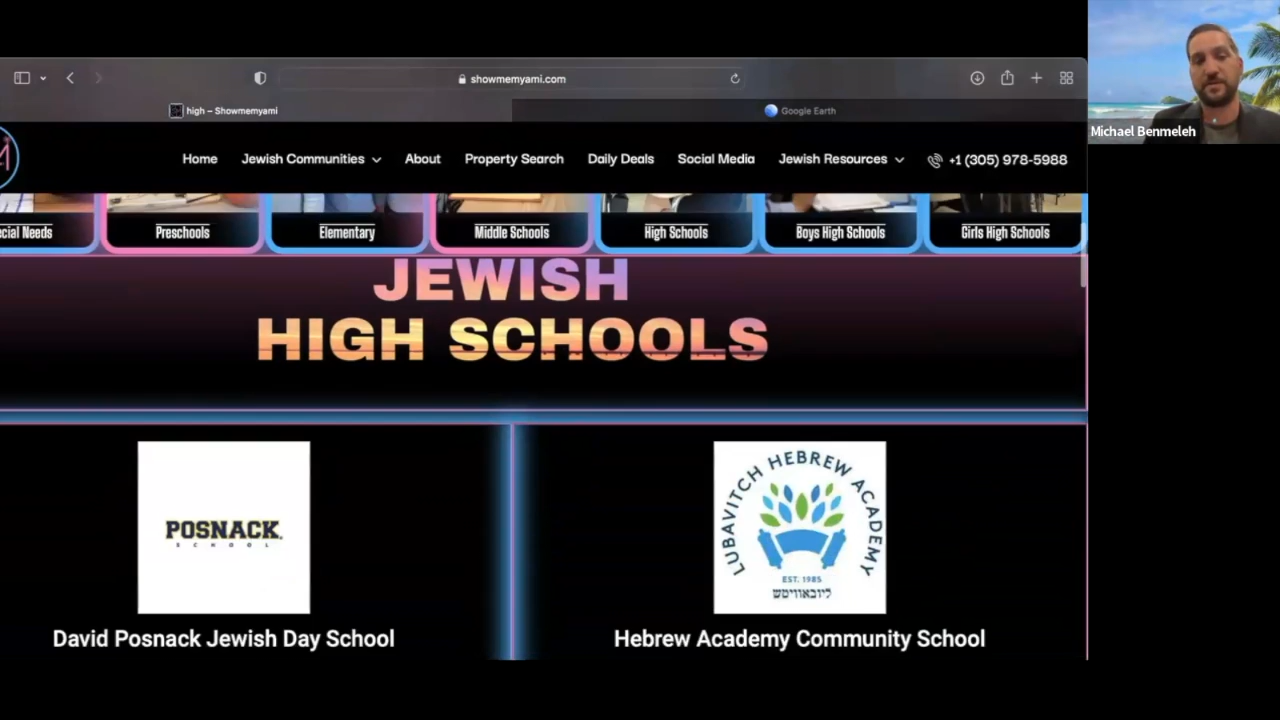 showmemyami.com
high – Showmemyami
Google Earth
Michael Benmeleh
Home
Jewish Communities
About
Property Search
Daily Deals
Social Media
Jewish Resources
+1 (305) 978-5988
cial Needs
Preschools
Elementary
Middle Schools
High Schools
Boys High Schools
Girls High Schools
JEWISH
HIGH SCHOOLS
POSNACK
SCHOOL
LUBAVITCH HEBREW ACADEMY
EST. 1985
ליובאוויטש
David Posnack Jewish Day School
Hebrew Academy Community School